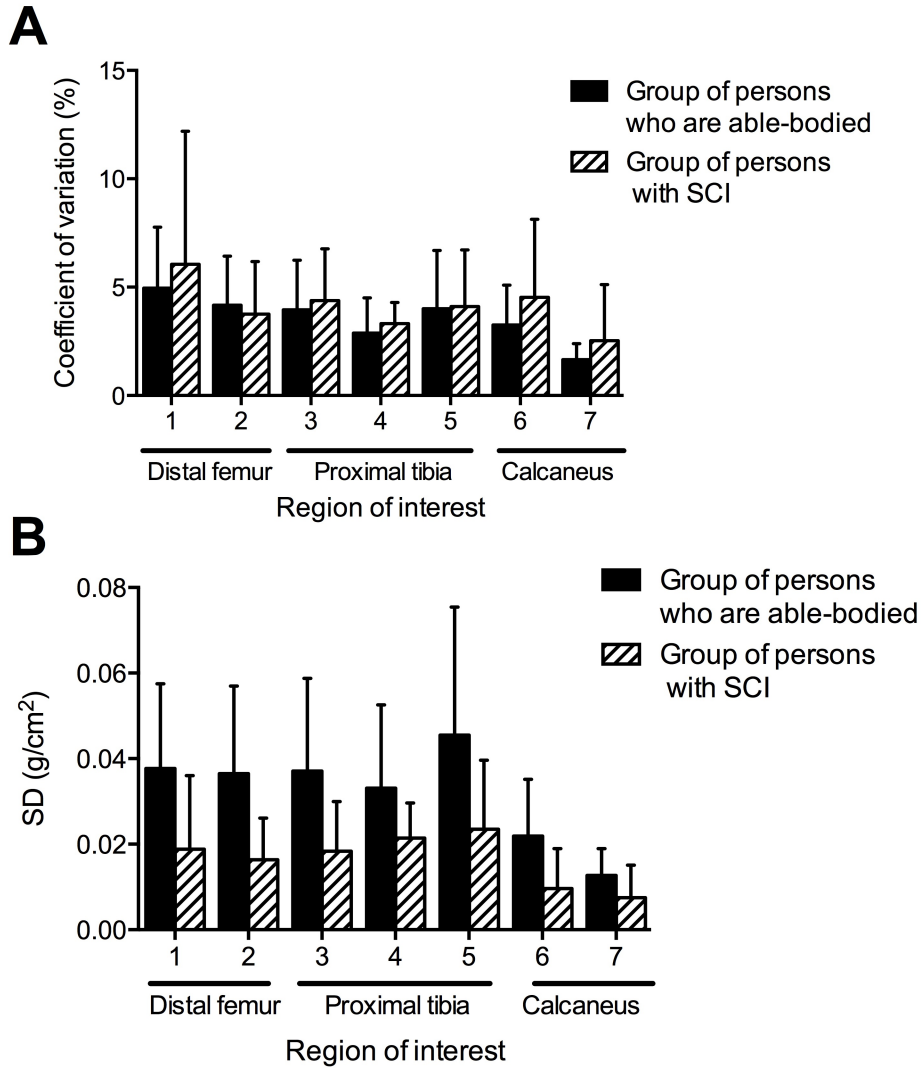 A
15
10
5
0
Coefficient of variation (%)
Group of persons
who are able-bodied
Group of persons
with SCI
1 2 3 4 5 6 7
Distal femur Proximal tibia Calcaneus
Region of interest
B
0.08
0.06
0.04
0.02
0.00
SD (g/cm²)
Group of persons
who are able-bodied
Group of persons
with SCI
1 2 3 4 5 6 7
Distal femur Proximal tibia Calcaneus
Region of interest